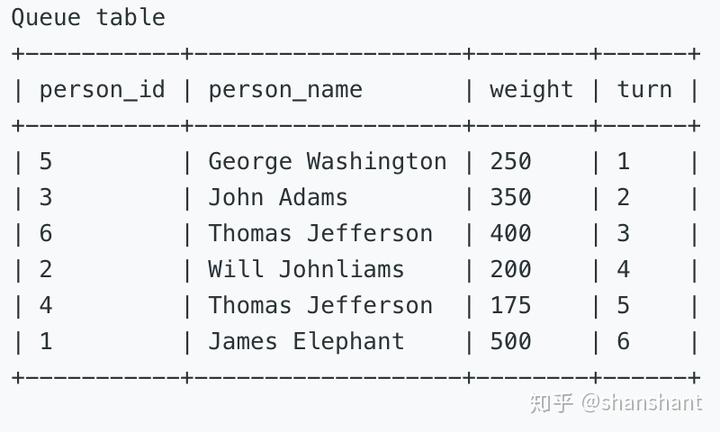 Queue table
+-----------+-------------------+--------+------+
| person_id | person_name       | weight | turn |
+-----------+-------------------+--------+------+
| 5         | George Washington | 250    | 1    |
| 3         | John Adams        | 350    | 2    |
| 6         | Thomas Jefferson  | 400    | 3    |
| 2         | Will Johnliams    | 200    | 4    |
| 4         | Thomas Jefferson  | 175    | 5    |
| 1         | James Elephant    | 500    | 6    |
+-----------+-------------------+--------+------+
知乎 @shanshant